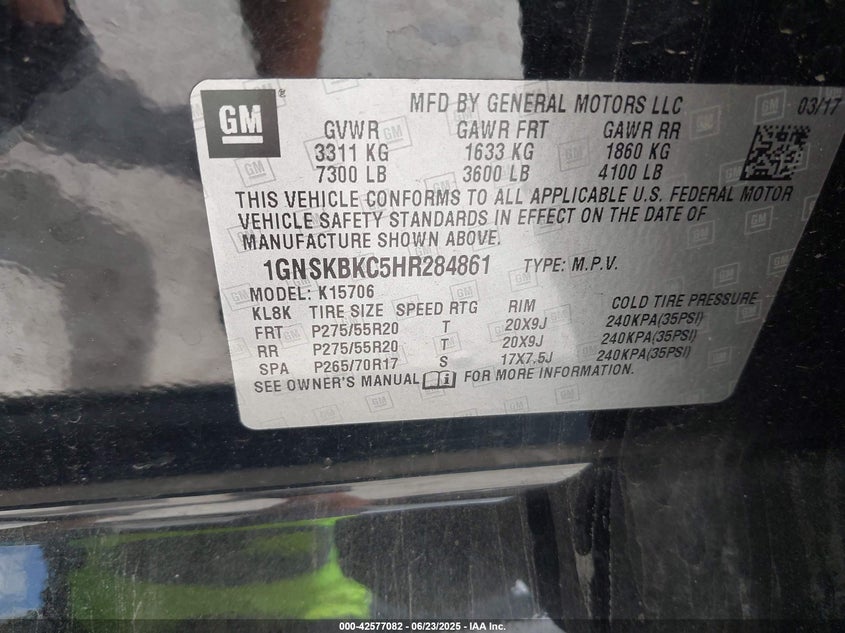 GM
MFD BY GENERAL MOTORS LLC 03/17
GVWR GAWR FRT GAWR RR
3311 KG 1633 KG 1860 KG
7300 LB 3600 LB 4100 LB
THIS VEHICLE CONFORMS TO ALL APPLICABLE U.S. FEDERAL MOTOR
VEHICLE SAFETY STANDARDS IN EFFECT ON THE DATE OF
MANUFACTURE SHOWN ABOVE.
1GNSKBKC5HR284861 TYPE: M.P.V.
MODEL: K15706
KL8K TIRE SIZE SPEED RTG RIM COLD TIRE PRESSURE
FRT P275/55R20 T 20X9J 240KPA(35PSI)
RR P275/55R20 T 20X9J 240KPA(35PSI)
SPA P265/70R17 S 17X7.5J 240KPA(35PSI)
SEE OWNER'S MANUAL FOR MORE INFORMATION.
000-42577082 - 06/23/2025 - IAA Inc.